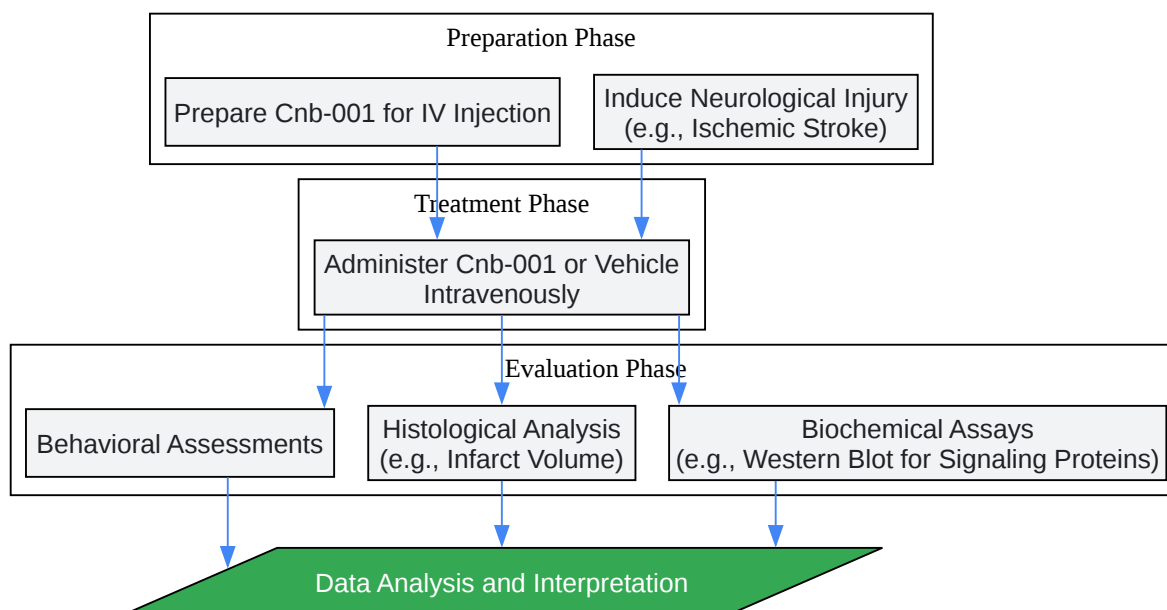 Preparation Phase
Prepare Cnb-001 for IV Injection
Induce Neurological Injury
(e.g., Ischemic Stroke)
Treatment Phase
Administer Cnb-001 or Vehicle
Intravenously
Evaluation Phase
Behavioral Assessments
Histological Analysis
(e.g., Infarct Volume)
Biochemical Assays
(e.g., Western Blot for Signaling Proteins)
Data Analysis and Interpretation